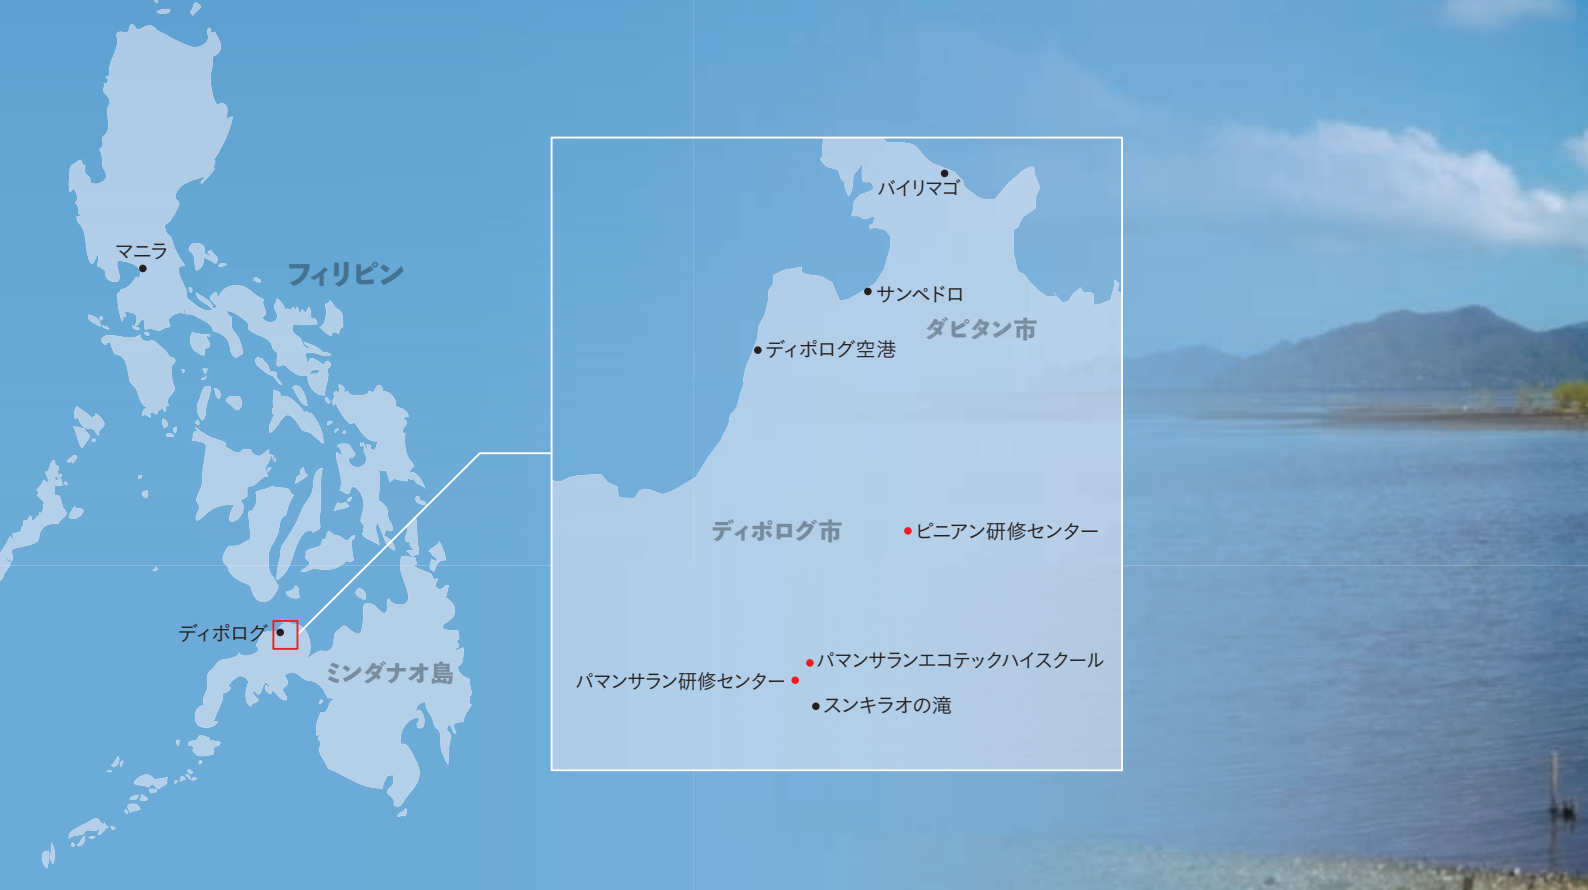 マニラ
フィリピン
ディポログ
ミンダナオ島
バイリマゴ
サンペドロ
ダピタン市
ディポログ空港
ディポログ市
ピニアン研修センター
パマンサランエコテックハイスクール
パマンサラン研修センター
スンキラオの滝